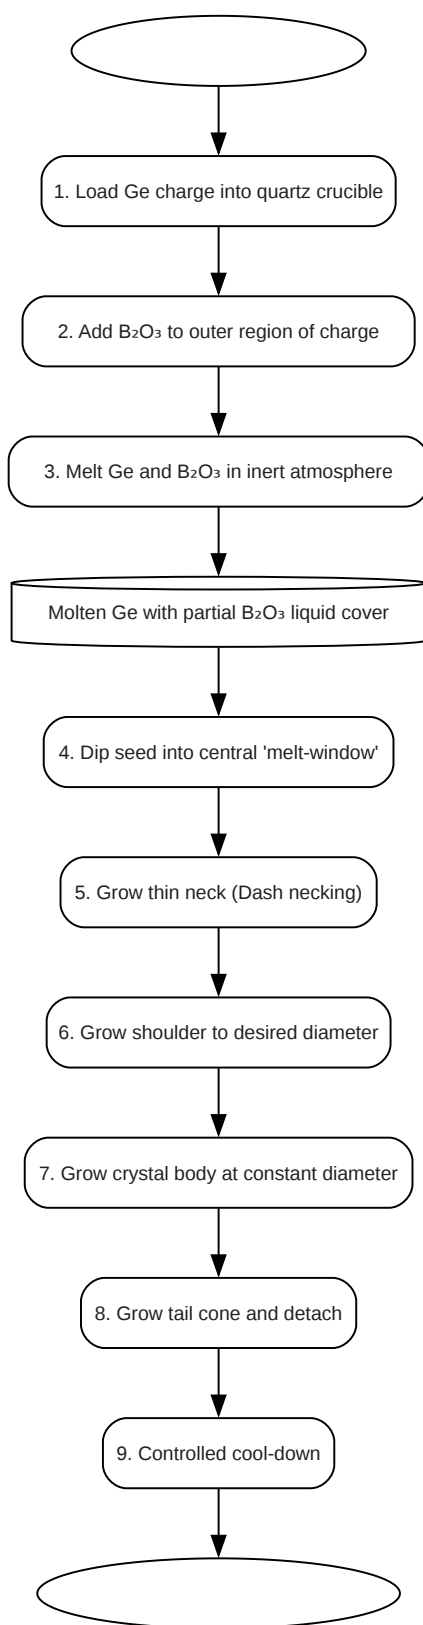 1. Load Ge charge into quartz crucible
2. Add B₂O₃ to outer region of charge
3. Melt Ge and B₂O₃ in inert atmosphere
Molten Ge with partial B₂O₃ liquid cover
4. Dip seed into central 'melt-window'
5. Grow thin neck (Dash necking)
6. Grow shoulder to desired diameter
7. Grow crystal body at constant diameter
8. Grow tail cone and detach
9. Controlled cool-down